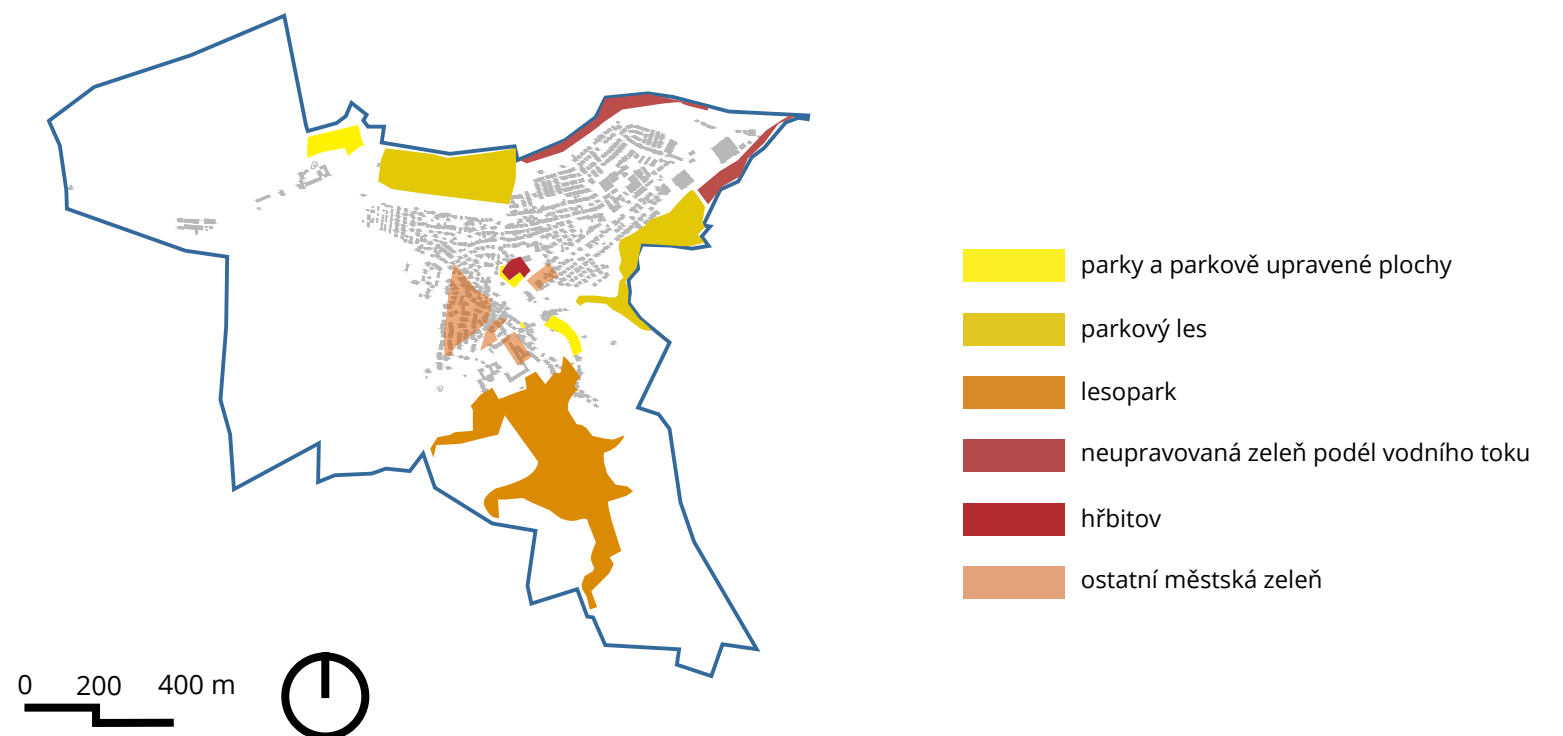 parky a parkově upravené plochy
parkový les
lesopark
neupravovaná zeleň podél vodního toku
hřbitov
ostatní městská zeleň
0 200 400 m